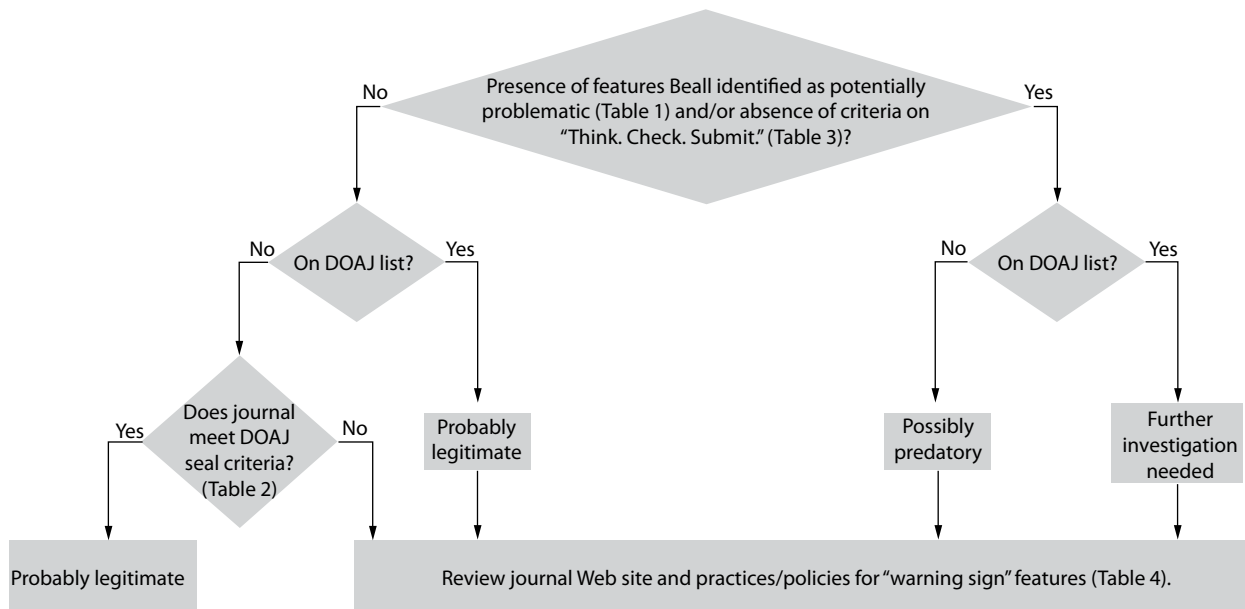 No
Presence of features Beall identified as potentially
problematic (Table 1) and/or absence of criteria on
“Think. Check. Submit.” (Table 3)?
Yes
No
On DOAJ list?
Yes
No
On DOAJ list?
Yes
Yes
Does journal
meet DOAJ
seal criteria?
(Table 2)
No
Probably
legitimate
Possibly
predatory
Further
investigation
needed
Probably legitimate
Review journal Web site and practices/policies for “warning sign” features (Table 4).